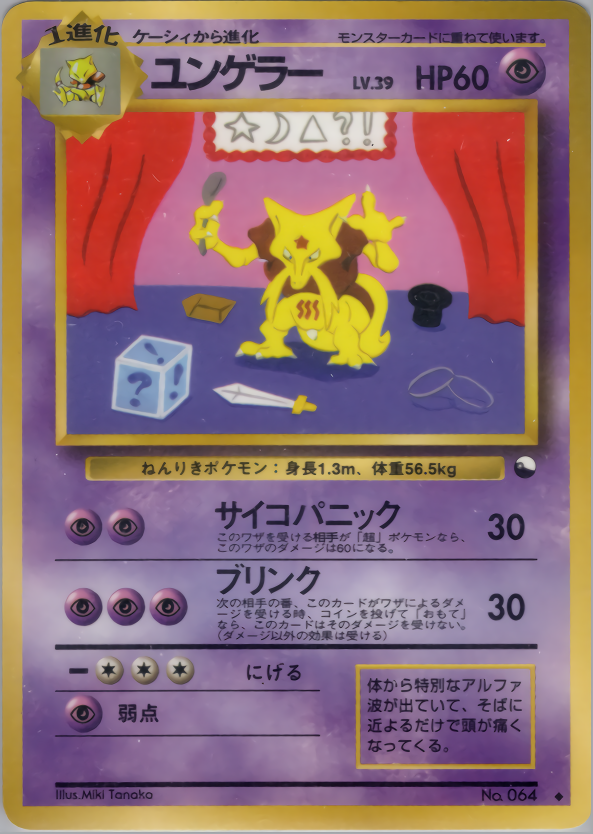 1進化 ケーシィから進化 モンスターカードに重ねて使います。
ユンゲラー LV.39 HP60
☆☽△?!
? ! !
ねんりきポケモン：身長1.3m、体重56.5kg
サイコパニック 30
このワザを受ける相手が「超」ポケモンなら、
このワザのダメージは60になる。
ブリンク 30
次の相手の番、このカードがワザによるダメ
ージを受ける時、コインを投げて「おもて」
なら、このカードはそのダメージを受けない。
(ダメージ以外の効果は受ける)
ー にげる
弱点
体から特別なアルファ
波が出ていて、そばに
近よるだけで頭が痛く
なってくる。
Illus.Miki Tanaka No. 064 ◆